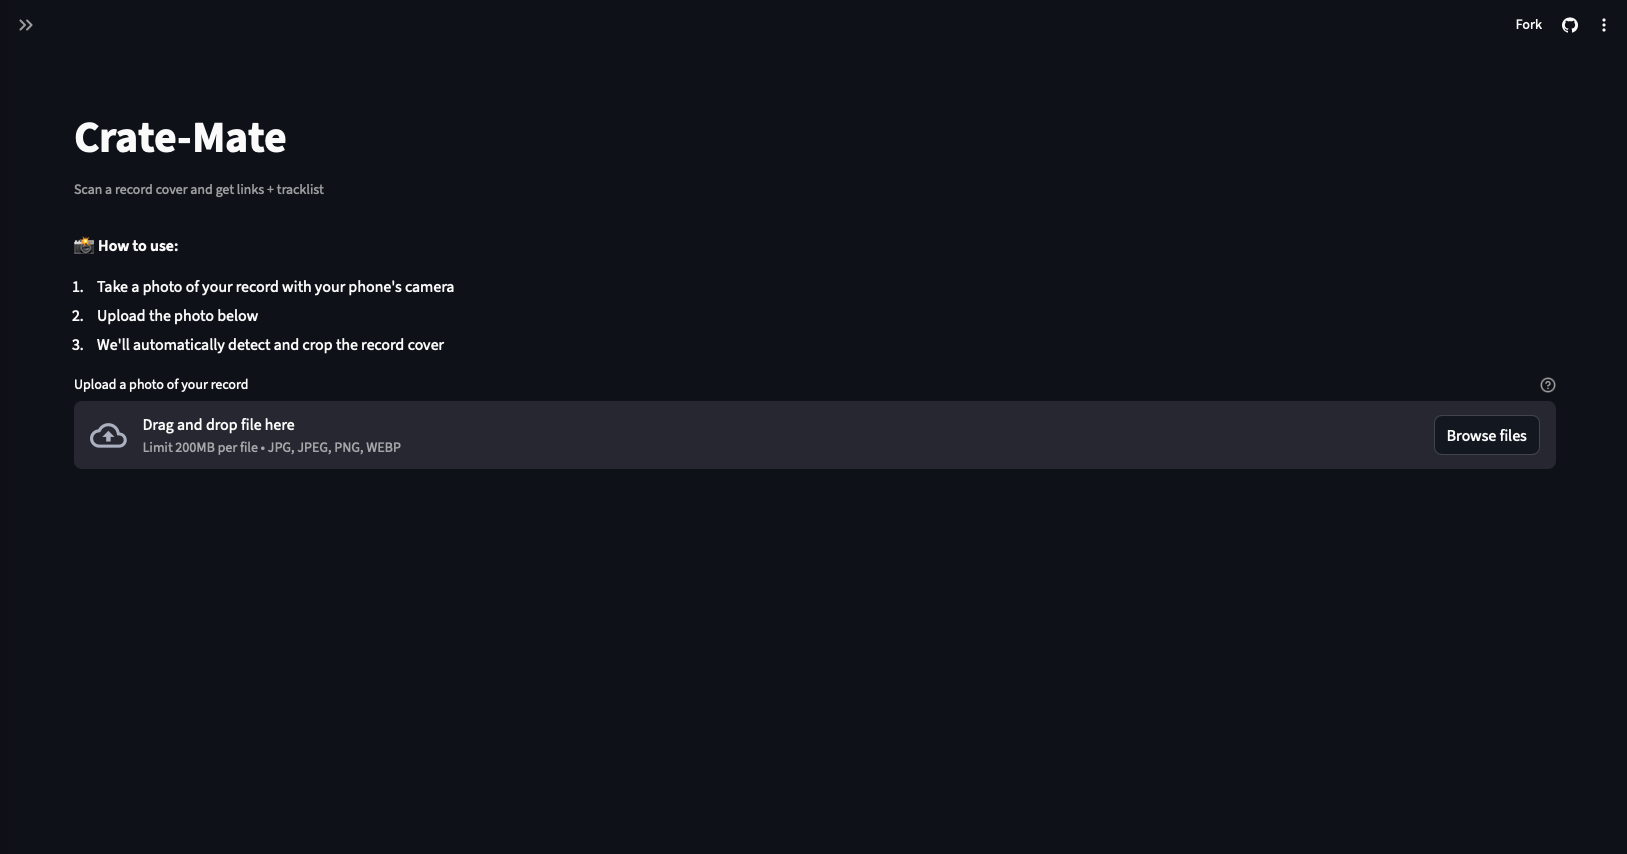 Fork
Crate-Mate
Scan a record cover and get links + tracklist
📸 How to use:
1. Take a photo of your record with your phone's camera
2. Upload the photo below
3. We'll automatically detect and crop the record cover
Upload a photo of your record
Drag and drop file here
Limit 200MB per file • JPG, JPEG, PNG, WEBP
Browse files